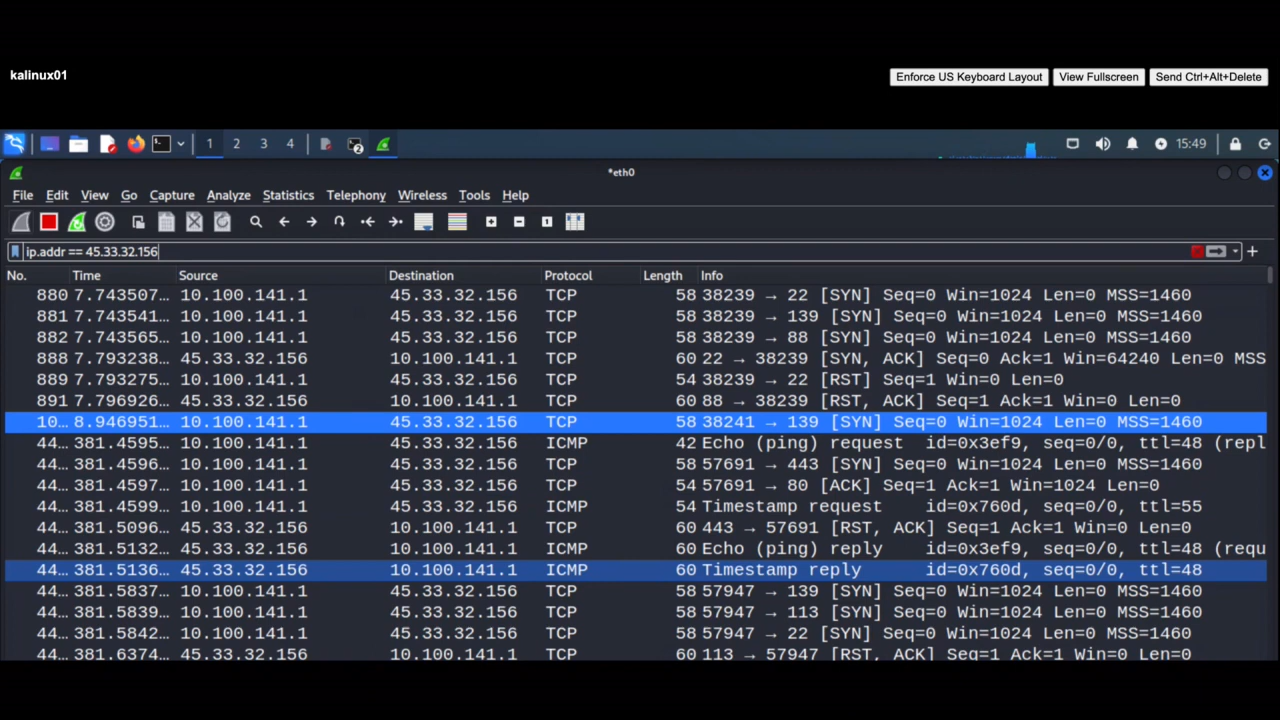 kalinux01
Enforce US Keyboard Layout View Fullscreen Send Ctrl+Alt+Delete
1 2 3 4 2 15:49
*eth0
File Edit View Go Capture Analyze Statistics Telephony Wireless Tools Help
ip.addr == 45.33.32.156
No. Time Source Destination Protocol Length Info
880 7.743507… 10.100.141.1 45.33.32.156 TCP 58 38239 → 22 [SYN] Seq=0 Win=1024 Len=0 MSS=1460
881 7.743541… 10.100.141.1 45.33.32.156 TCP 58 38239 → 139 [SYN] Seq=0 Win=1024 Len=0 MSS=1460
882 7.743565… 10.100.141.1 45.33.32.156 TCP 58 38239 → 88 [SYN] Seq=0 Win=1024 Len=0 MSS=1460
888 7.793238… 45.33.32.156 10.100.141.1 TCP 60 22 → 38239 [SYN, ACK] Seq=0 Ack=1 Win=64240 Len=0 MSS
889 7.793275… 10.100.141.1 45.33.32.156 TCP 54 38239 → 22 [RST] Seq=1 Win=0 Len=0
891 7.796926… 45.33.32.156 10.100.141.1 TCP 60 88 → 38239 [RST, ACK] Seq=1 Ack=1 Win=0 Len=0
10… 8.946951… 10.100.141.1 45.33.32.156 TCP 58 38241 → 139 [SYN] Seq=0 Win=1024 Len=0 MSS=1460
44… 381.4595… 10.100.141.1 45.33.32.156 ICMP 42 Echo (ping) request id=0x3ef9, seq=0/0, ttl=48 (repl
44… 381.4596… 10.100.141.1 45.33.32.156 TCP 58 57691 → 443 [SYN] Seq=0 Win=1024 Len=0 MSS=1460
44… 381.4597… 10.100.141.1 45.33.32.156 TCP 54 57691 → 80 [ACK] Seq=1 Ack=1 Win=1024 Len=0
44… 381.4599… 10.100.141.1 45.33.32.156 ICMP 54 Timestamp request id=0x760d, seq=0/0, ttl=55
44… 381.5096… 45.33.32.156 10.100.141.1 TCP 60 443 → 57691 [RST, ACK] Seq=1 Ack=1 Win=0 Len=0
44… 381.5132… 45.33.32.156 10.100.141.1 ICMP 60 Echo (ping) reply id=0x3ef9, seq=0/0, ttl=48 (requ
44… 381.5136… 45.33.32.156 10.100.141.1 ICMP 60 Timestamp reply id=0x760d, seq=0/0, ttl=48
44… 381.5837… 10.100.141.1 45.33.32.156 TCP 58 57947 → 139 [SYN] Seq=0 Win=1024 Len=0 MSS=1460
44… 381.5839… 10.100.141.1 45.33.32.156 TCP 58 57947 → 113 [SYN] Seq=0 Win=1024 Len=0 MSS=1460
44… 381.5842… 10.100.141.1 45.33.32.156 TCP 58 57947 → 22 [SYN] Seq=0 Win=1024 Len=0 MSS=1460
44… 381.6374… 45.33.32.156 10.100.141.1 TCP 60 113 → 57947 [RST, ACK] Seq=1 Ack=1 Win=0 Len=0